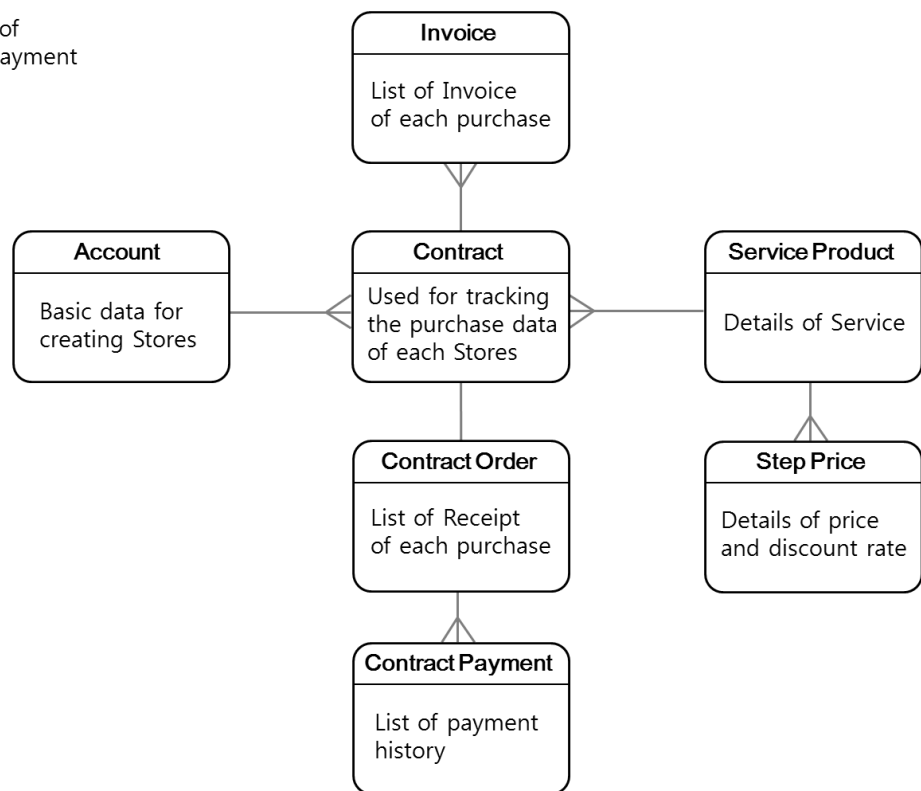 of
ayment
Invoice
List of Invoice
of each purchase
Account
Basic data for
creating Stores
Contract
Used for tracking
the purchase data
of each Stores
Service Product
Details of Service
Contract Order
List of Receipt
of each purchase
Step Price
Details of price
and discount rate
Contract Payment
List of payment
history